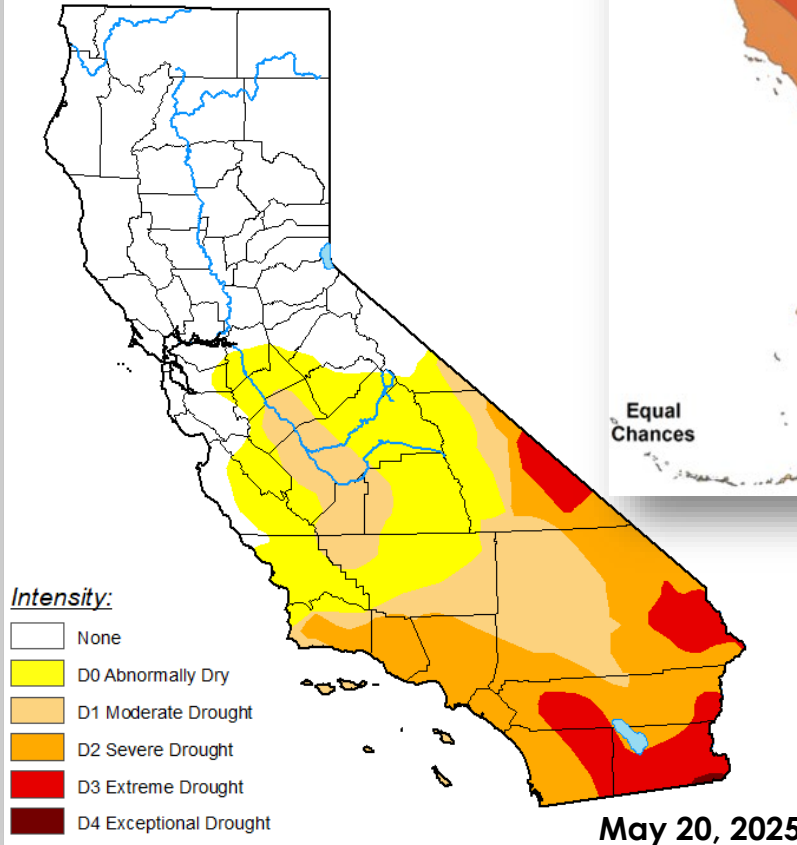 Equal
Chances
Intensity:
None
D0 Abnormally Dry
D1 Moderate Drought
D2 Severe Drought
D3 Extreme Drought
D4 Exceptional Drought
May 20, 2025